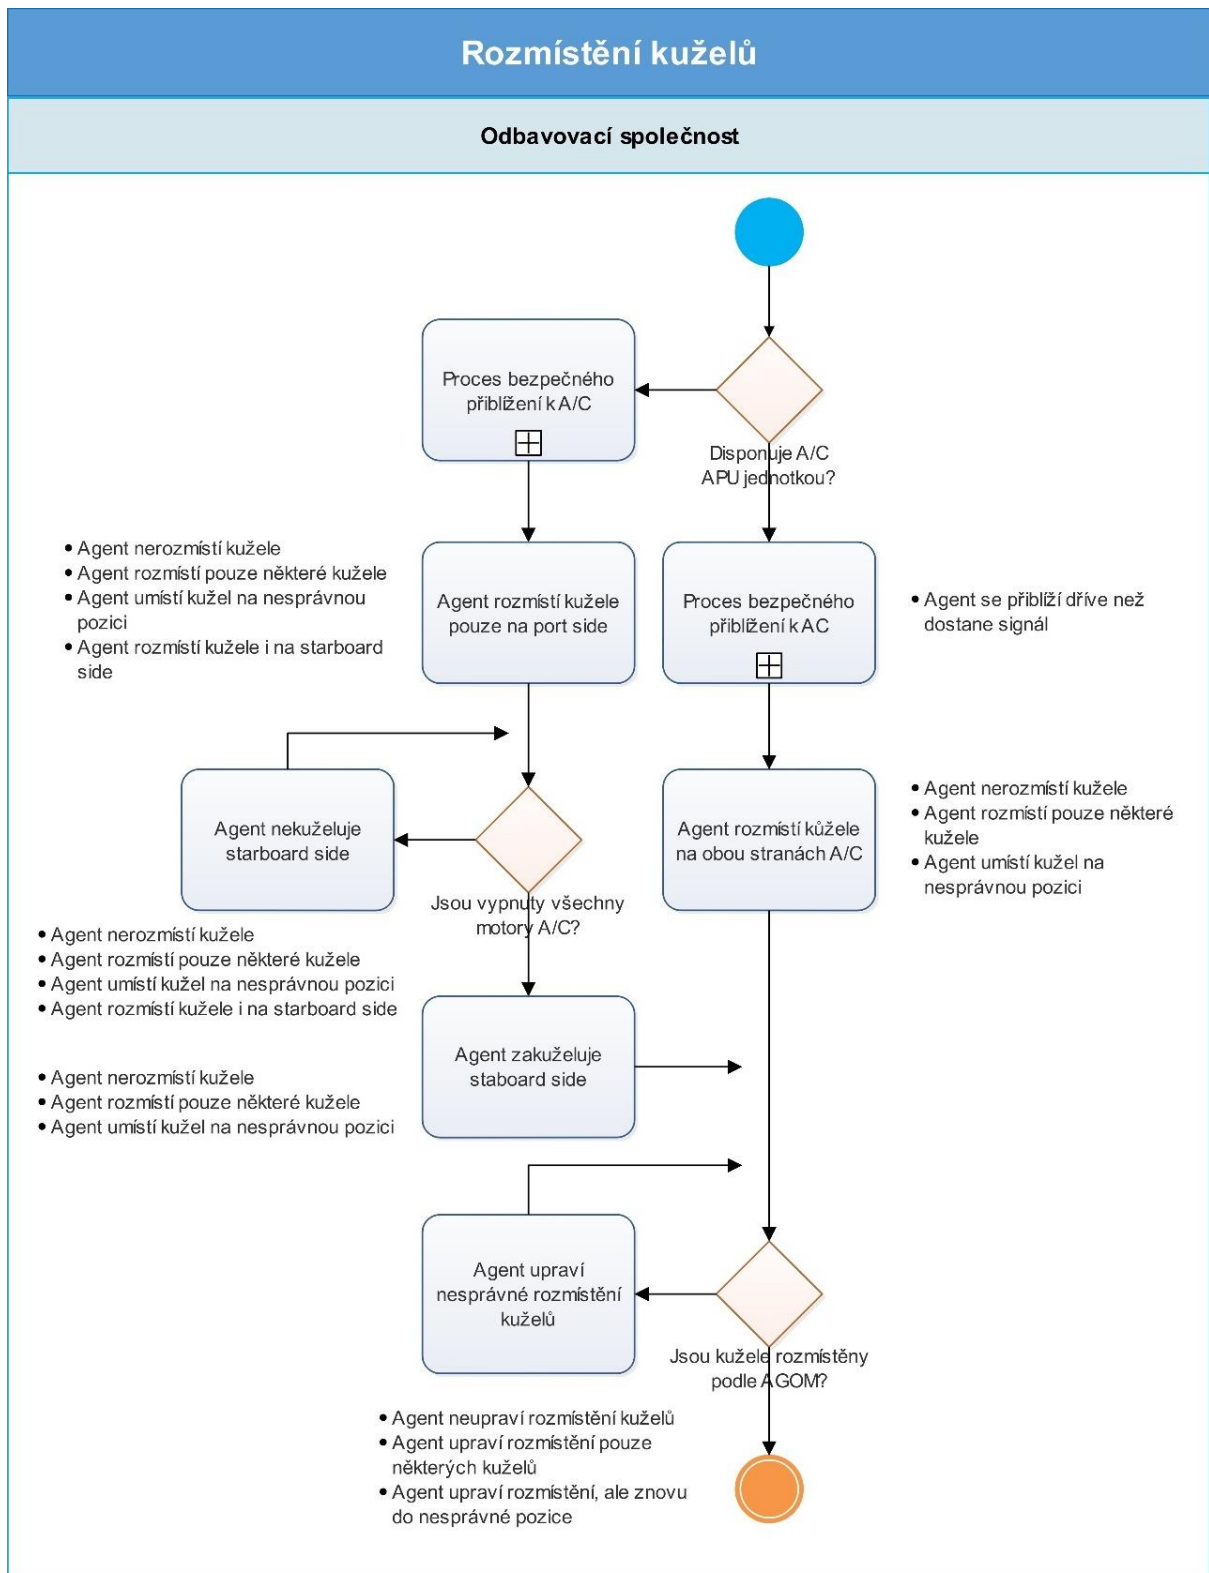 Rozmístění kuželů
Odbavovací společnost
Proces bezpečného
přiblížení k A/C
Disponuje A/C
APU jednotkou?
• Agent nerozmístí kužele
• Agent rozmístí pouze některé kužele
• Agent umístí kužel na nesprávnou
pozici
• Agent rozmístí kužele i na starboard
side
Agent rozmístí kužele
pouze na port side
Proces bezpečného
přiblížení k AC
• Agent se přiblíží dříve než
dostane signál
Agent nekuželuje
starboard side
Jsou vypnuty všechny
motory A/C?
Agent rozmístí kůžele
na obou stranách A/C
• Agent nerozmístí kužele
• Agent rozmístí pouze některé
kužele
• Agent umístí kužel na
nesprávnou pozici
• Agent nerozmístí kužele
• Agent rozmístí pouze některé kužele
• Agent umístí kužel na nesprávnou pozici
• Agent rozmístí kužele i na starboard side
Agent zakuželuje
staboard side
• Agent nerozmístí kužele
• Agent rozmístí pouze některé kužele
• Agent umístí kužel na nesprávnou pozici
Agent upraví
nesprávné rozmístění
kuželů
Jsou kužele rozmístěny
podle AGOM?
• Agent neupraví rozmístění kuželů
• Agent upraví rozmístění pouze
některých kuželů
• Agent upraví rozmístění, ale znovu
do nesprávné pozice